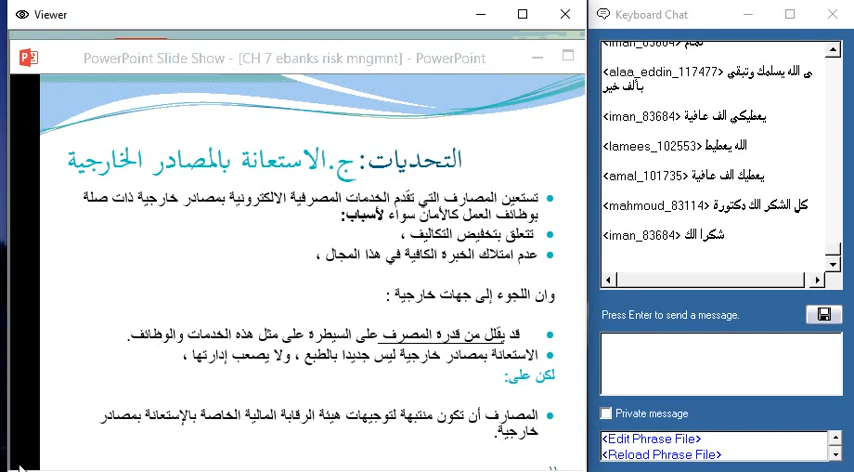 Viewer
PowerPoint Slide Show - [CH 7 ebanks risk mngmnt] - PowerPoint
التحديات: ج.الاستعانة بالمصادر الخارجية
تستعين المصارف التي تقدّم الخدمات المصرفية الالكترونية بمصادر خارجية ذات صلة
بوظائف العمل كالأمان سواء لأسباب:
تتعلق بتخفيض التكاليف ،
عدم امتلاك الخبرة الكافية في هذا المجال ،
وان اللجوء إلى جهات خارجية :
قد يقّلل من قدرة المصرف على السيطرة على مثل هذه الخدمات والوظائف.
الاستعانة بمصادر خارجية ليس جديدا بالطبع ، ولا يصعب إدارتها ،
لكن على:
المصارف أن تكون منتبهة لتوجيهات هيئة الرقابة المالية الخاصة بالإستعانة بمصادر
خارجية.
Keyboard Chat
<alaa_eddin_117477> ى الله يسلمك وتبقي
بألف خير
<iman_83684> يعطيكي الف عافية
<lamees_102553> الله يعطيط
<amal_101735> يعطيك الف عافية
<mahmoud_83114> كل الشكر الك دكتورة
<iman_83684> شكرا الك
Press Enter to send a message.
Private message
<Edit Phrase File>
<Reload Phrase File>